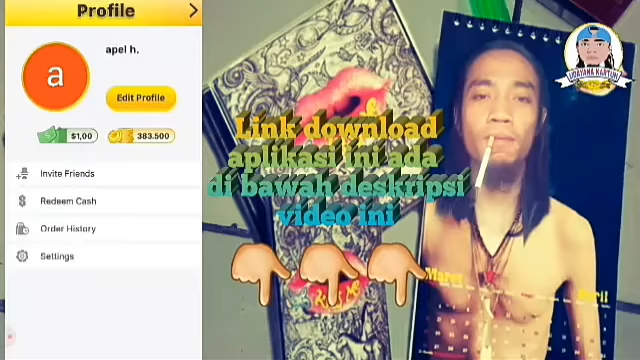 Profile
apel h.
a
Edit Profile
$1,00
383.500
Invite Friends
Redeem Cash
Order History
Settings
Link download
aplikasi ini ada
di bawah deskripsi
video ini
UDAYANA KARTUNI
Maret
April